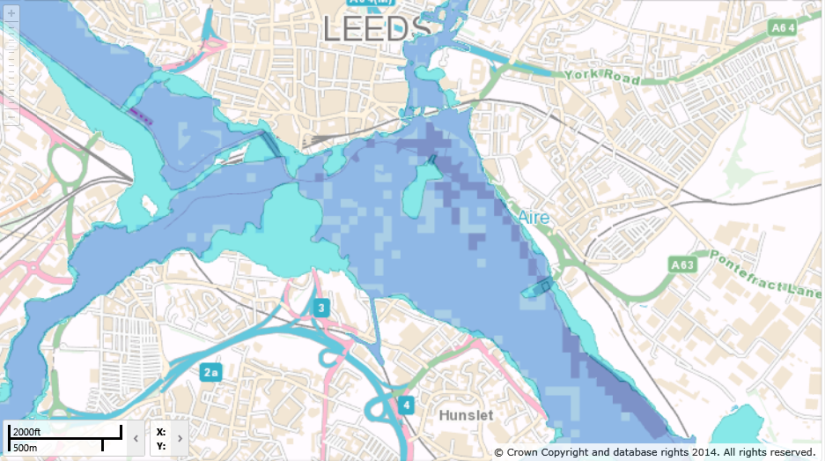 A64(M)
LEEDS
A64
York Road
Aire
A63
Pontefract Lane
3
2a
4
Hunslet
2000ft
500m
X:
Y:
© Crown Copyright and database rights 2014. All rights reserved.